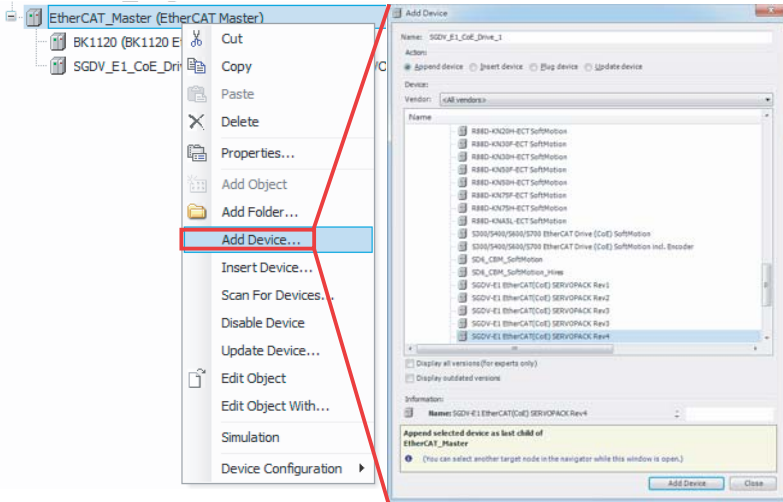 EtherCAT_Master (EtherCAT Master)
BK1120 (BK1120 E
SGDV_E1_CoE_Dri
Cut
Copy
Paste
Delete
Properties...
Add Object
Add Folder...
Add Device...
Insert Device...
Scan For Devices...
Disable Device
Update Device...
Edit Object
Edit Object With...
Simulation
Device Configuration
Add Device
Name: SGDV_E1_CoE_Drive_1
Action:
Append device Insert device Plug device Update device
Device:
Vendor: <All vendors>
Name
R88D-KN20H-ECT SoftMotion
R88D-KN30F-ECT SoftMotion
R88D-KN30H-ECT SoftMotion
R88D-KN50F-ECT SoftMotion
R88D-KN50H-ECT SoftMotion
R88D-KN75F-ECT SoftMotion
R88D-KN75H-ECT SoftMotion
R88D-KNA5L-ECT SoftMotion
S300/S400/S600/S700 EtherCAT Drive (CoE) SoftMotion
S300/S400/S600/S700 EtherCAT Drive (CoE) SoftMotion incl. Encoder
SD6_CBM_SoftMotion
SD6_CBM_SoftMotion_Hives
SGDV-E1 EtherCAT(CoE) SERVOPACK Rev1
SGDV-E1 EtherCAT(CoE) SERVOPACK Rev2
SGDV-E1 EtherCAT(CoE) SERVOPACK Rev3
SGDV-E1 EtherCAT(CoE) SERVOPACK Rev3
SGDV-E1 EtherCAT(CoE) SERVOPACK Rev4
Display all versions (for experts only)
Display outdated versions
Information:
Name: SGDV-E1 EtherCAT(CoE) SERVOPACK Rev4
Append selected device as last child of
EtherCAT_Master
(You can select another target node in the navigator while this window is open.)
Add Device Close